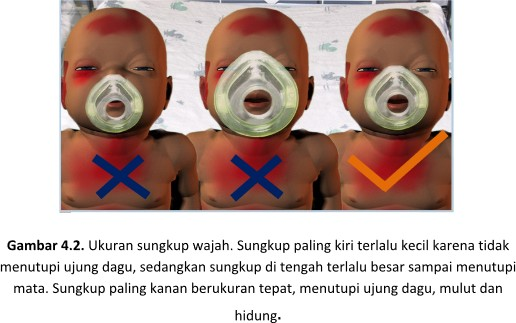 Gambar 4.2. Ukuran sungkup wajah. Sungkup paling kiri terlalu kecil karena tidak
menutupi ujung dagu, sedangkan sungkup di tengah terlalu besar sampai menutupi
mata. Sungkup paling kanan berukuran tepat, menutupi ujung dagu, mulut dan
hidung.